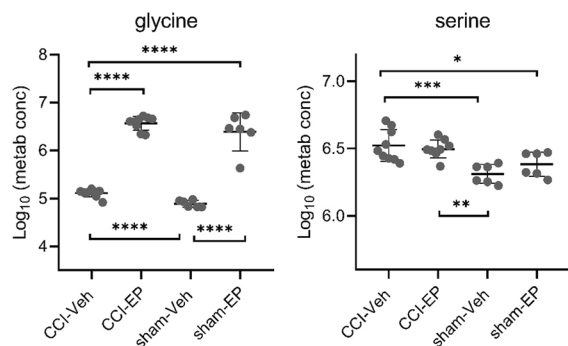 glycine
serine
Log10 (metab conc)
8
7
6
5
4
****
****
****
****
CCI-Veh
CCI-EP
sham-Veh
sham-EP
Log10 (metab conc)
7.0
6.5
6.0
*
***
**
CCI-Veh
CCI-EP
sham-Veh
sham-EP